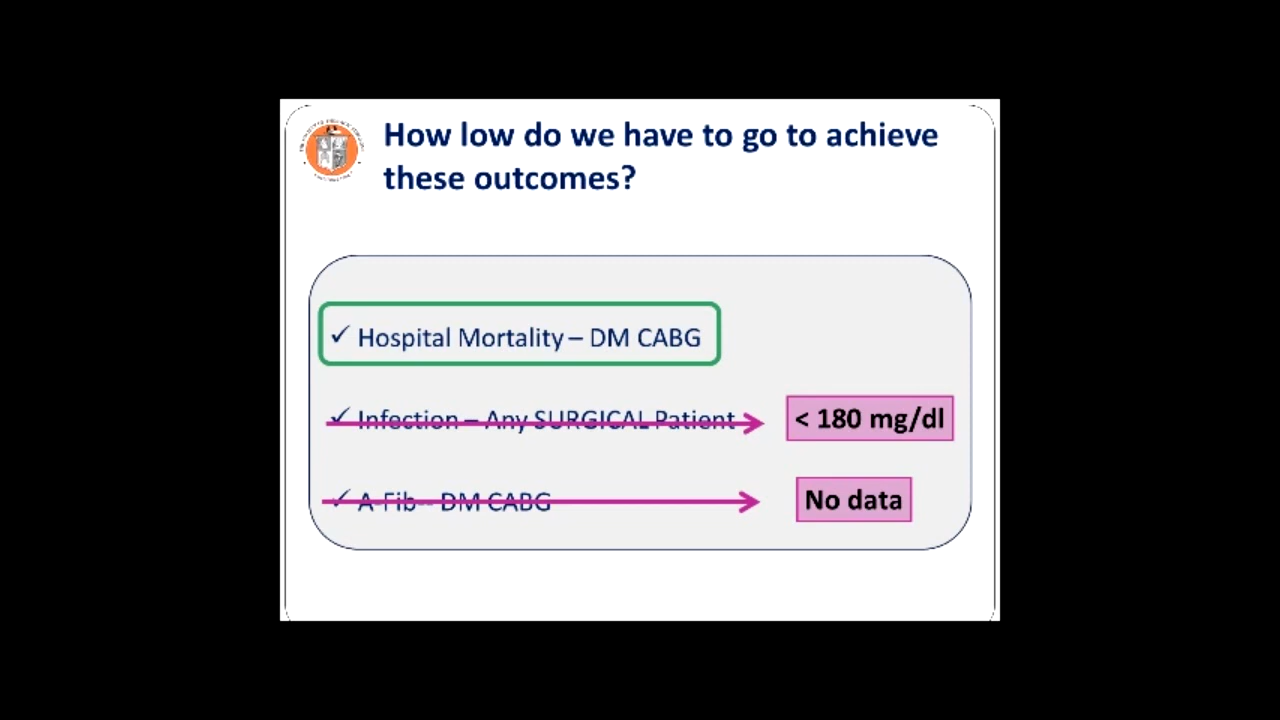 How low do we have to go to achieve
these outcomes?
✓ Hospital Mortality – DM CABG
✓ Infection – Any SURGICAL Patient
< 180 mg/dl
✓ A-Fib– DM CABG
No data